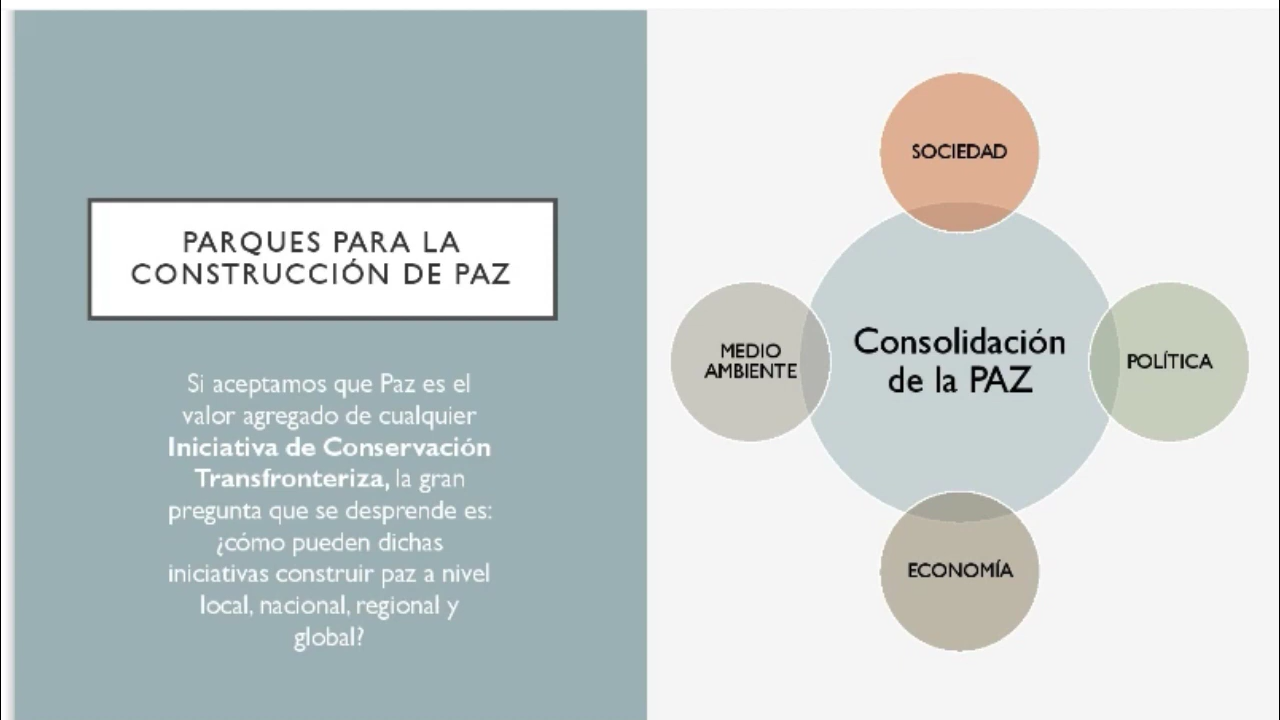 PARQUES PARA LA
CONSTRUCCIÓN DE PAZ
Si aceptamos que Paz es el
valor agregado de cualquier
Iniciativa de Conservación
Transfronteriza, la gran
pregunta que se desprende es:
¿cómo pueden dichas
iniciativas construir paz a nivel
local, nacional, regional y
global?
SOCIEDAD
MEDIO
AMBIENTE
Consolidación
de la PAZ
POLÍTICA
ECONOMÍA